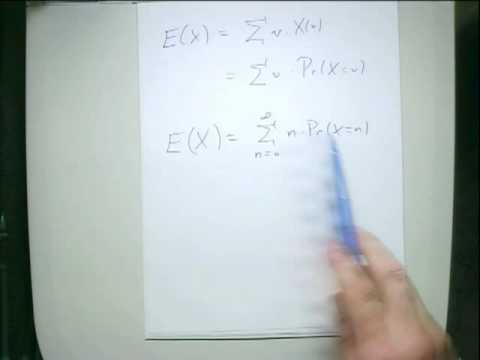 E(X) = ∑ v · X(v)
= ∑ v · Pr(X=v)
E(X) = ∑_{n=0}^{∞} n · Pr(X=n)